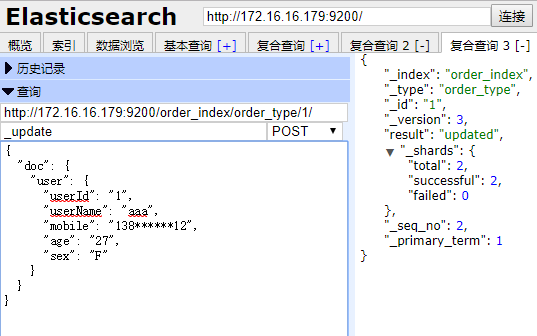 Elasticsearch
http://172.16.16.179:9200/
连接
概览
索引
数据浏览
基本查询 [+]
复合查询 [+]
复合查询 2 [-]
复合查询 3 [-]
历史记录
查询
http://172.16.16.179:9200/order_index/order_type/1/
_update
POST
{
"doc": {
"user": {
"userId": "1",
"userName": "aaa",
"mobile": "138******12",
"age": "27",
"sex": "F"
}
}
}
{
"_index": "order_index",
"_type": "order_type",
"_id": "1",
"_version": 3,
"result": "updated",
"_shards": {
"total": 2,
"successful": 2,
"failed": 0
},
"_seq_no": 2,
"_primary_term": 1
}